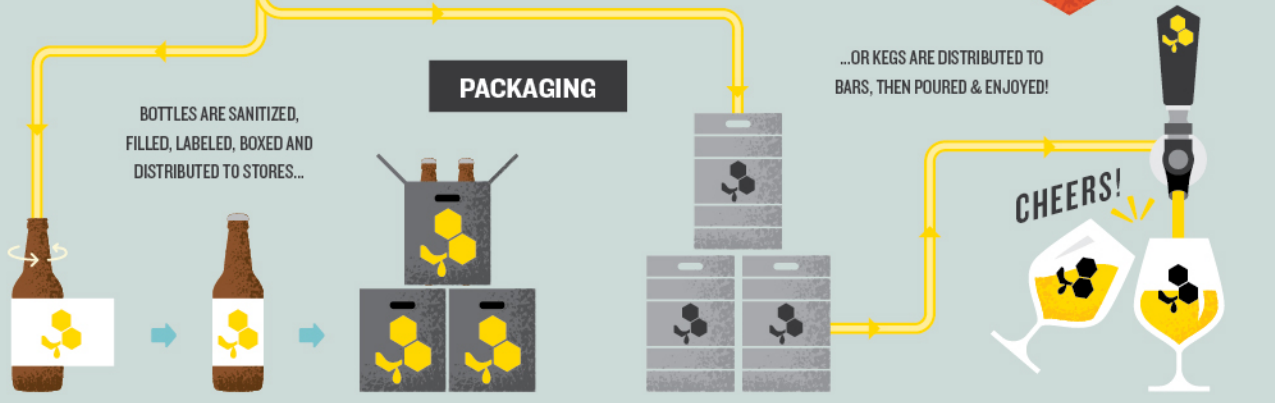 PACKAGING
BOTTLES ARE SANITIZED,
FILLED, LABELED, BOXED AND
DISTRIBUTED TO STORES...
...OR KEGS ARE DISTRIBUTED TO
BARS, THEN POURED & ENJOYED!
CHEERS!